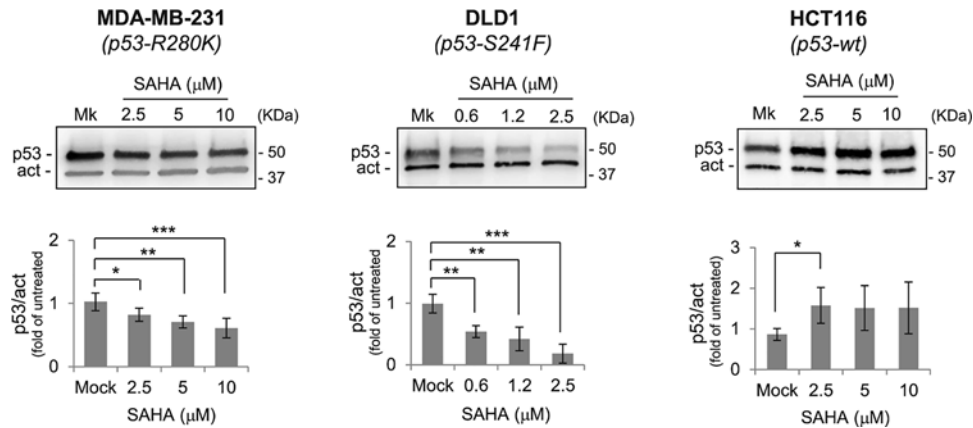 MDA-MB-231
(p53-R280K)
SAHA (μM)
Mk 2.5 5 10 (KDa)
p53 - - 50
act - - 37
p53/act
(fold of untreated)
2
1
0
*
**
***
Mock 2.5 5 10
SAHA (μM)
DLD1
(p53-S241F)
SAHA (μM)
Mk 0.6 1.2 2.5 (KDa)
p53 - - 50
act - - 37
p53/act
(fold of untreated)
2
1
0
**
**
***
Mock 0.6 1.2 2.5
SAHA (μM)
HCT116
(p53-wt)
SAHA (μM)
Mk 2.5 5 10 (KDa)
p53 - - 50
act - - 37
p53/act
(fold of untreated)
3
2
1
0
*
Mock 2.5 5 10
SAHA (μM)